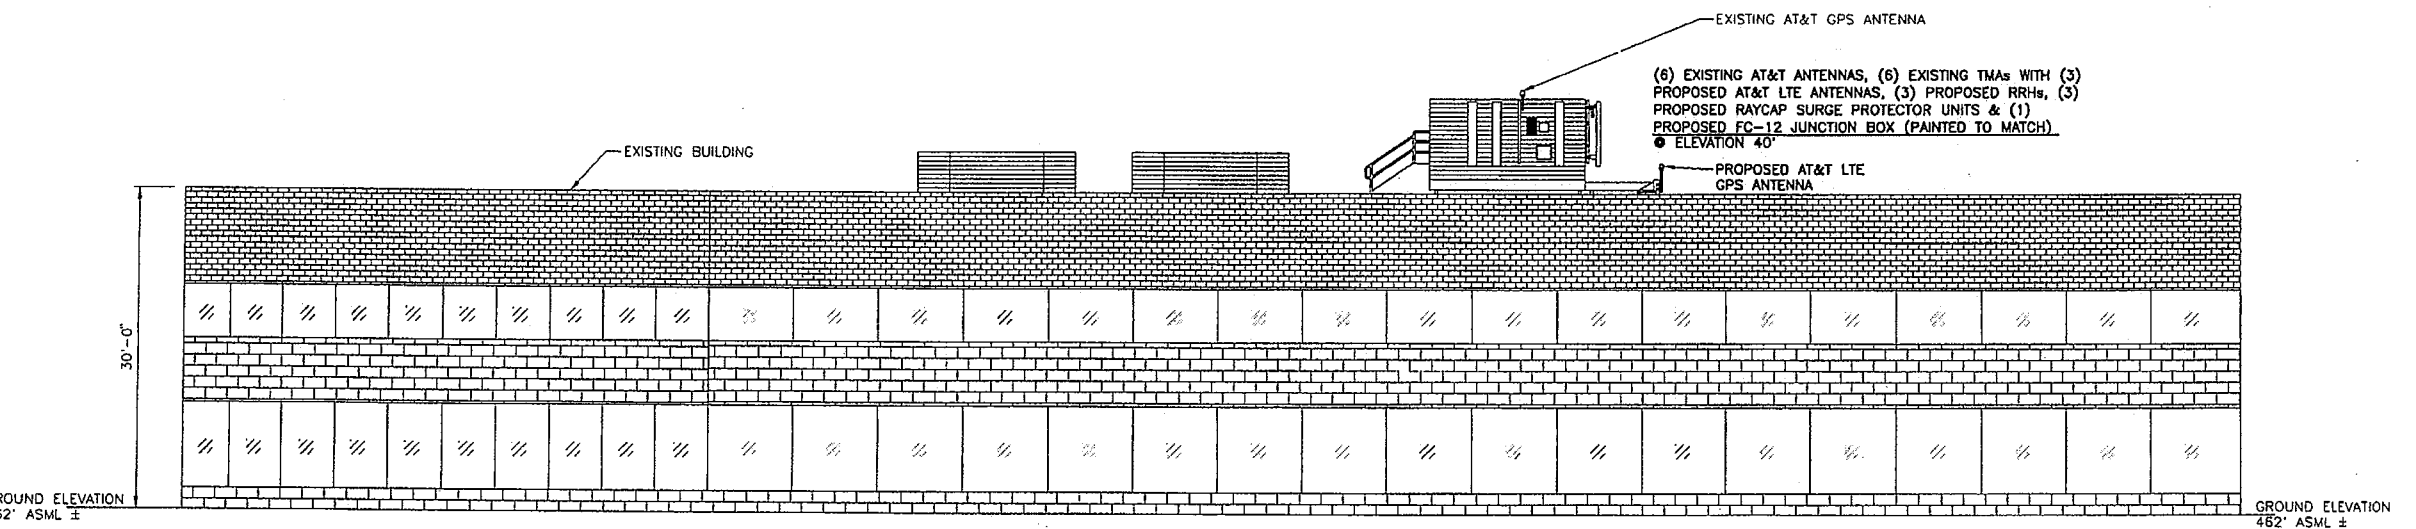 EXISTING AT&T GPS ANTENNA
(6) EXISTING AT&T ANTENNAS, (6) EXISTING TMAs WITH (3)
PROPOSED AT&T LTE ANTENNAS, (3) PROPOSED RRHs, (3)
PROPOSED RAYCAP SURGE PROTECTOR UNITS & (1)
PROPOSED FC-12 JUNCTION BOX (PAINTED TO MATCH)
@ ELEVATION 40'
EXISTING BUILDING
PROPOSED AT&T LTE
GPS ANTENNA
30'-0"
ROUND ELEVATION
62' ASML ±
GROUND ELEVATION
462' ASML ±